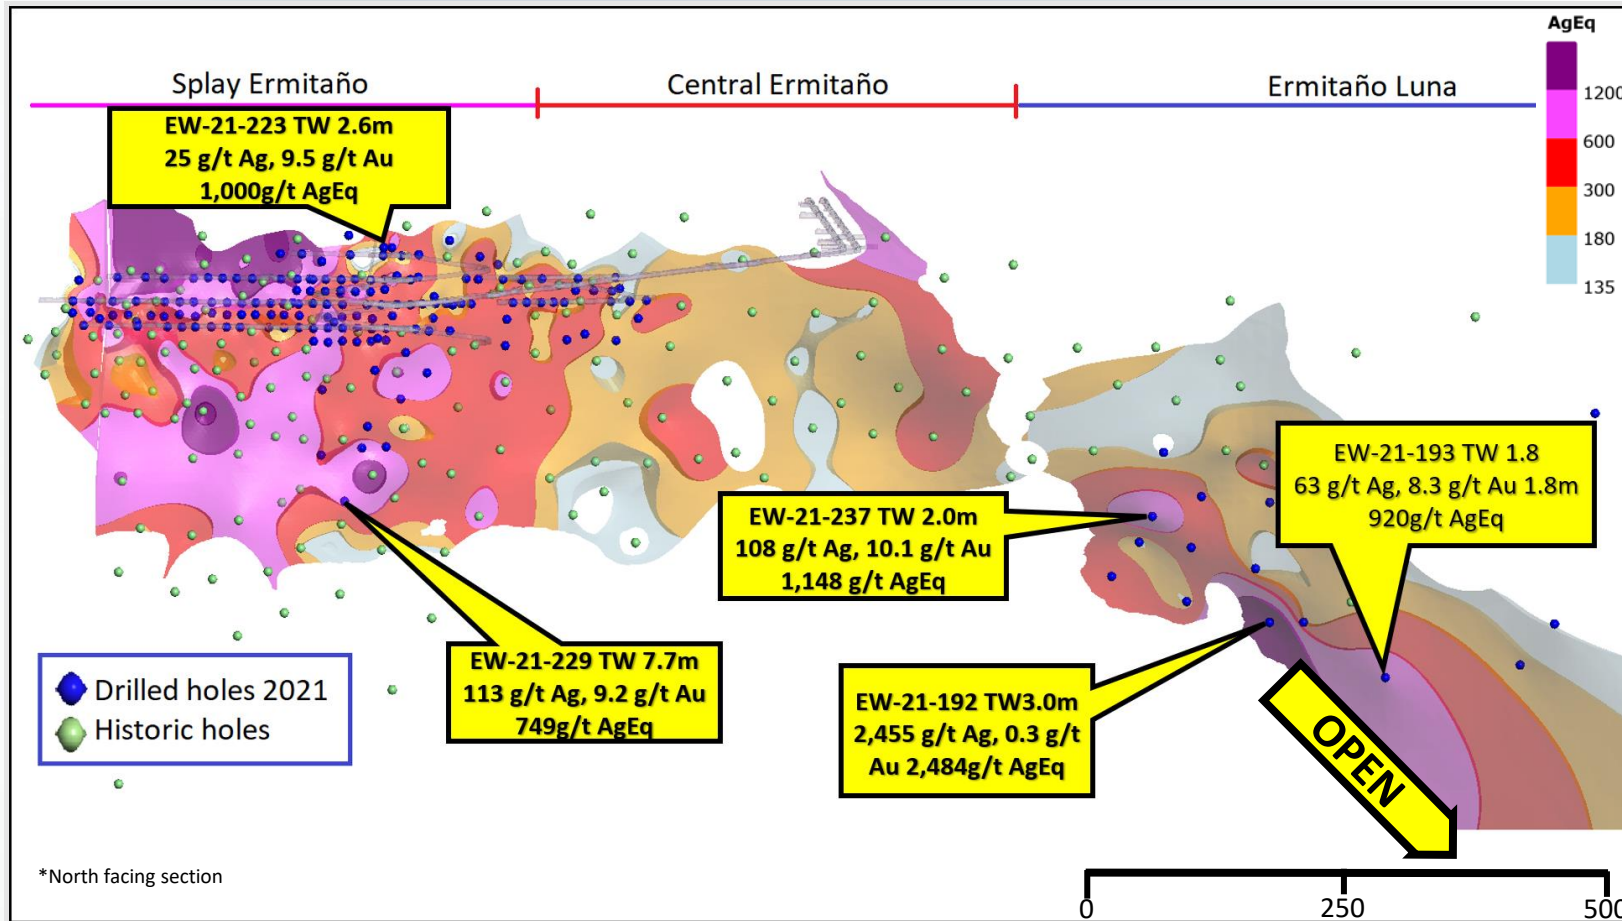 AgEq
1200
600
300
180
135
Splay Ermitaño
Central Ermitaño
Ermitaño Luna
EW-21-223 TW 2.6m
25 g/t Ag, 9.5 g/t Au
1,000g/t AgEq
EW-21-193 TW 1.8
63 g/t Ag, 8.3 g/t Au 1.8m
920g/t AgEq
EW-21-237 TW 2.0m
108 g/t Ag, 10.1 g/t Au
1,148 g/t AgEq
EW-21-229 TW 7.7m
113 g/t Ag, 9.2 g/t Au
749g/t AgEq
EW-21-192 TW3.0m
2,455 g/t Ag, 0.3 g/t
Au 2,484g/t AgEq
OPEN
Drilled holes 2021
Historic holes
*North facing section
0
250
500